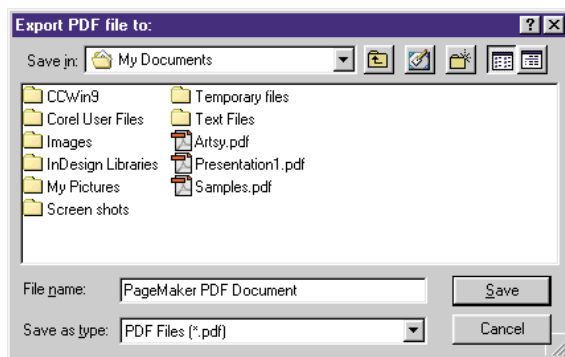 Export PDF file to:
Save in: My Documents
CCWin9
Corel User Files
Images
InDesign Libraries
My Pictures
Screen shots
Temporary files
Text Files
Artsy.pdf
Presentation1.pdf
Samples.pdf
File name: PageMaker PDF Document
Save
Save as type: PDF Files (*.pdf)
Cancel